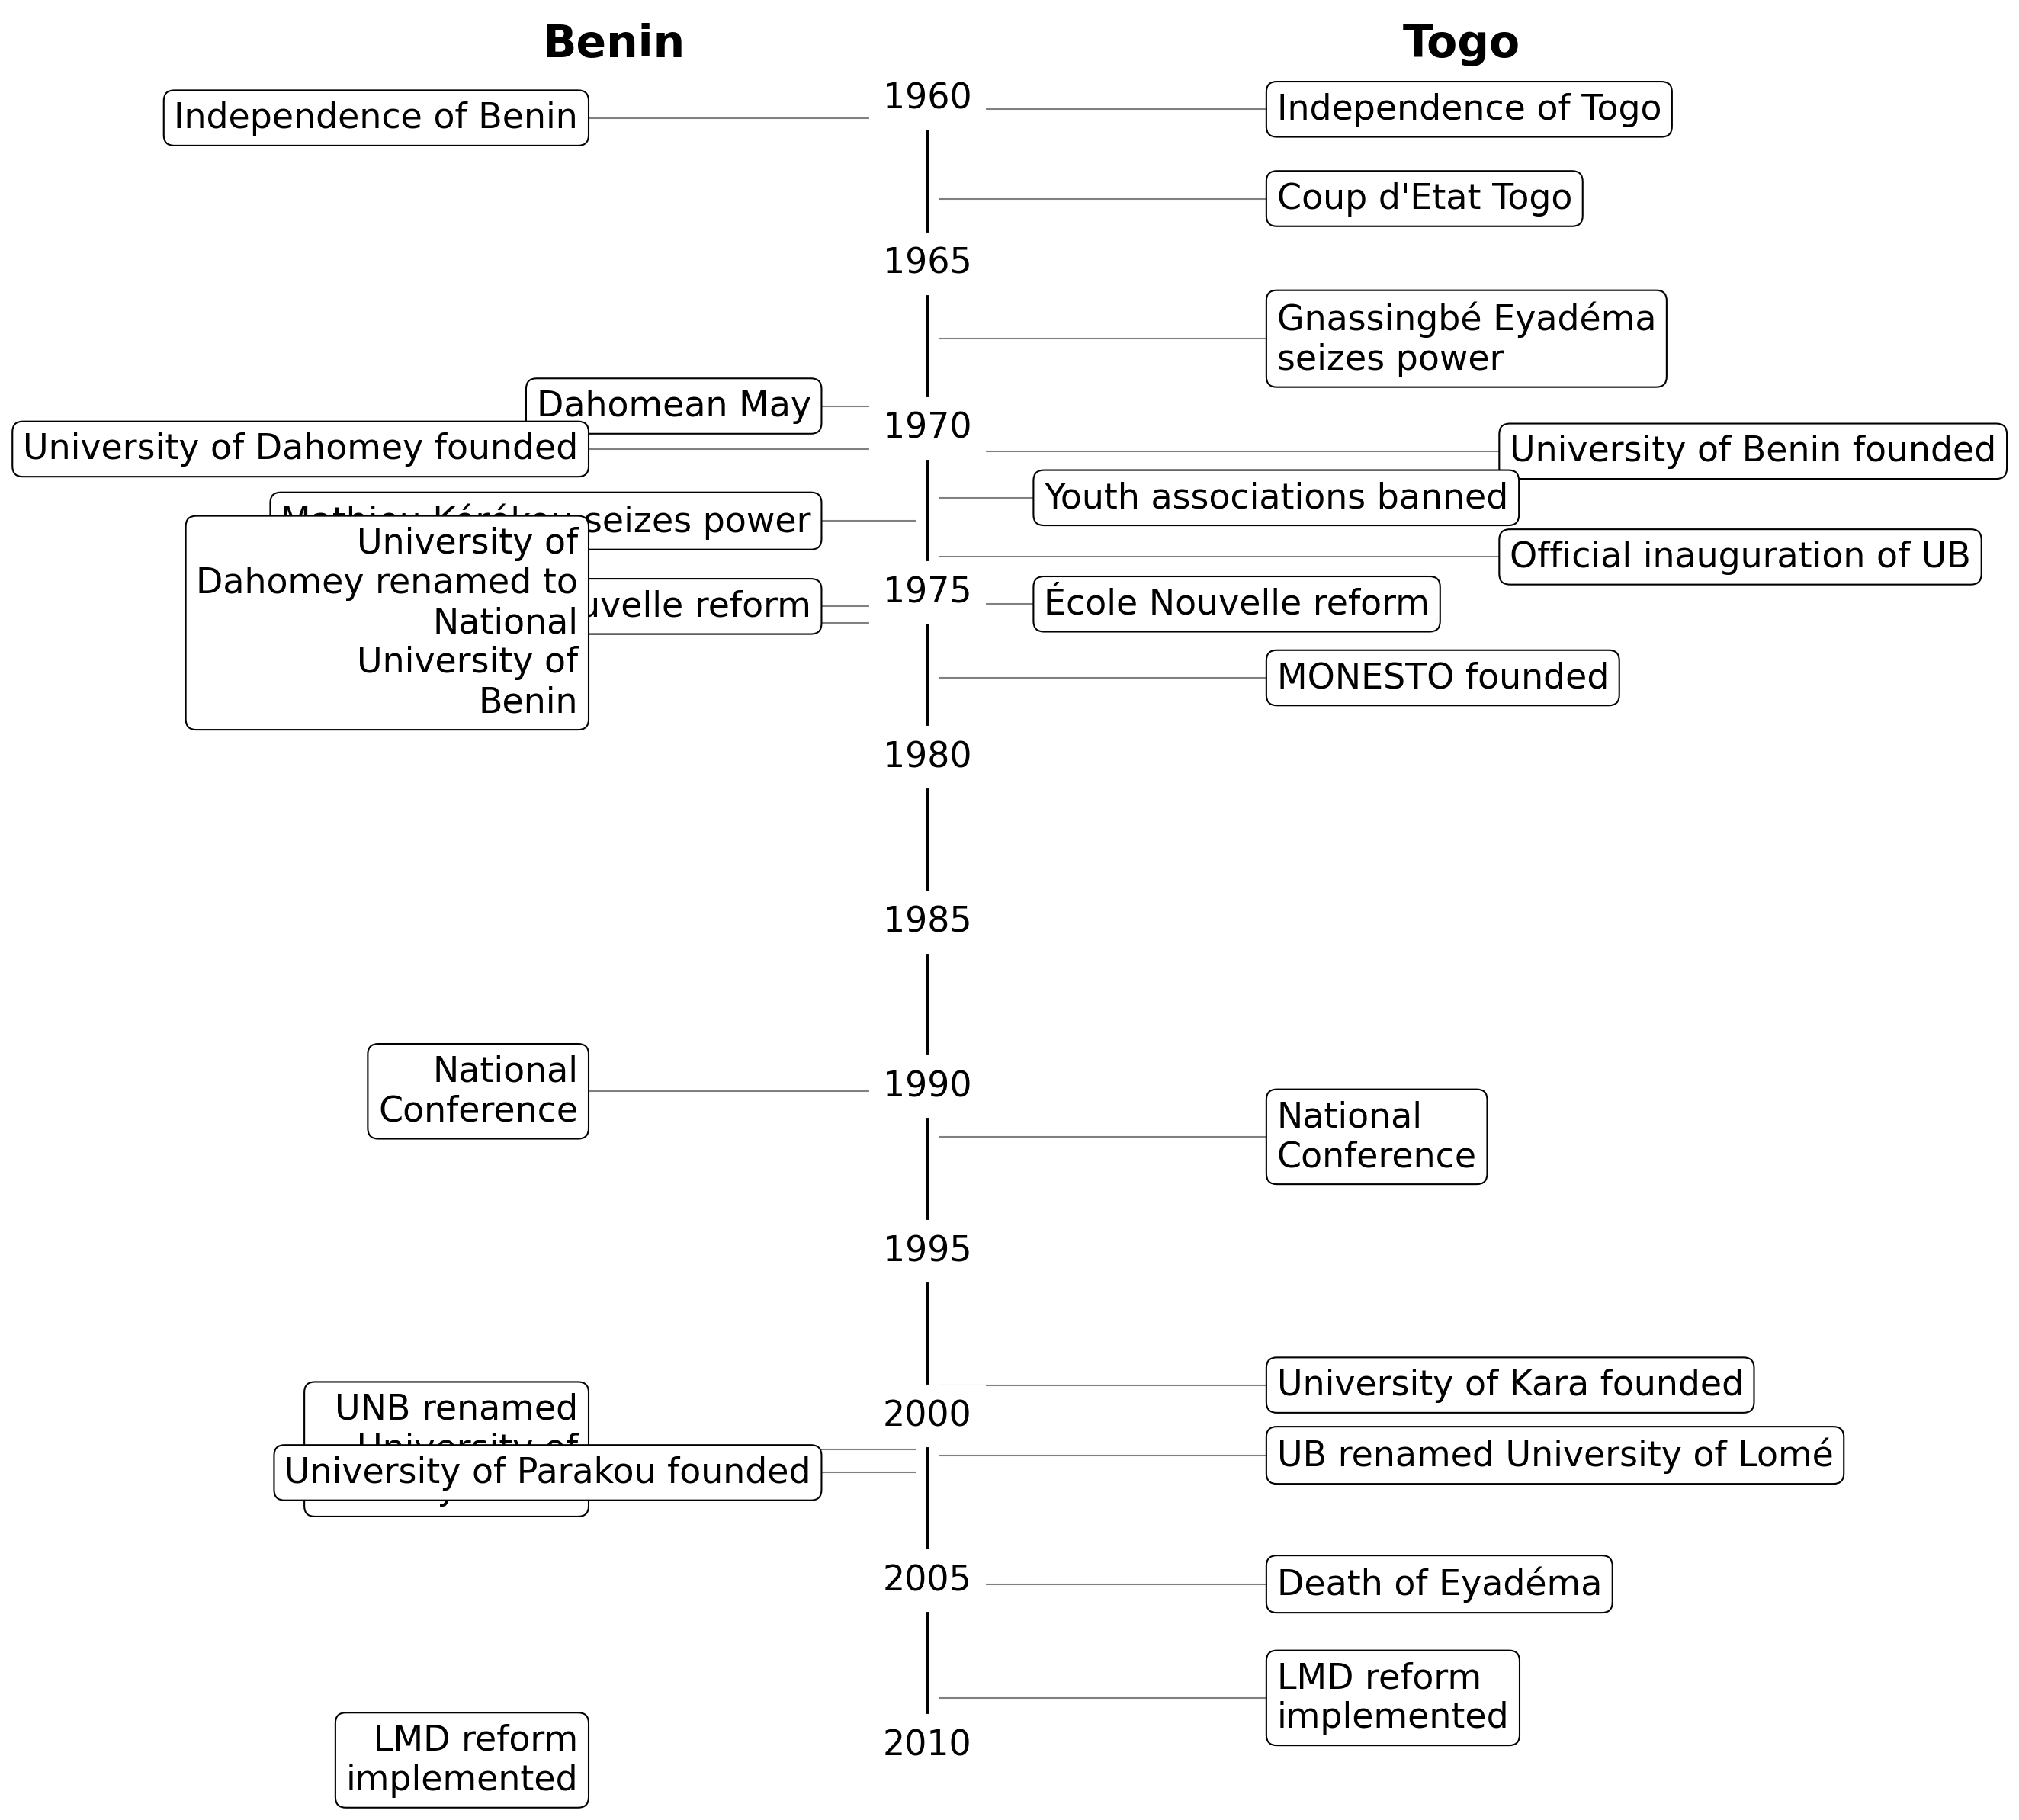 Benin
Togo
1960
Independence of Benin
Independence of Togo
Coup d'Etat Togo
1965
Gnassingbé Eyadéma
seizes power
Dahomean May
1970
University of Dahomey founded
University of Benin founded
Youth associations banned
Mathieu Kérékou seizes power
Official inauguration of UB
University of
Dahomey renamed to
National
University of
Benin
reform
1975
École Nouvelle reform
MONESTO founded
1980
1985
1990
National
Conference
National
Conference
1995
University of Kara founded
2000
UNB renamed
University of
University of Parakou founded
UB renamed University of Lomé
2005
Death of Eyadéma
LMD reform
implemented
2010
LMD reform
implemented